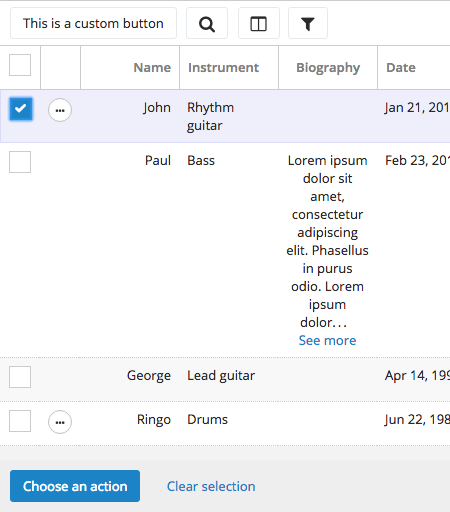 This is a custom button
Name Instrument Biography Date
John Rhythm guitar Jan 21, 201
Paul Bass Lorem ipsum Feb 23, 201
dolor sit
amet,
consectetur
adipiscing
elit. Phasellus
in purus
odio. Lorem
ipsum
dolor...
See more
George Lead guitar Apr 14, 199
Ringo Drums Jun 22, 198
Choose an action Clear selection